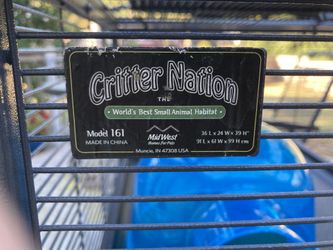 Critter Nation
THE
World's Best Small Animal Habitat
Model 161
MADE IN CHINA
MidWest
Homes For Pets
36 L x 24 W x 39 H"
91 L x 61 W x 99 H cm
Muncie, IN 47308 USA